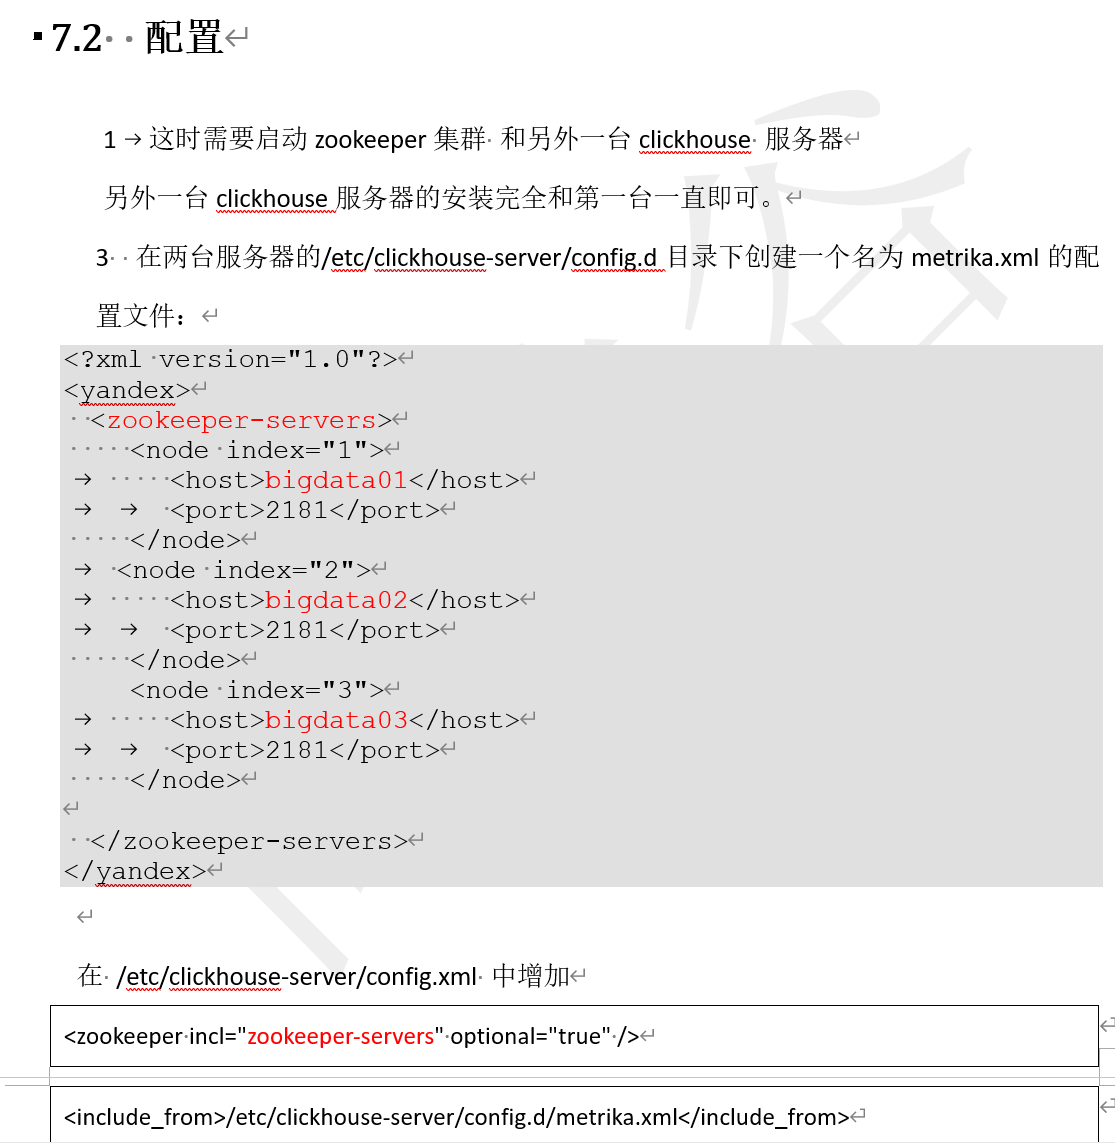 7.2 配置
1 → 这时需要启动 zookeeper 集群 和另外一台 clickhouse 服务器
另外一台 clickhouse 服务器的安装完全和第一台一直即可。
3 在两台服务器的/etc/clickhouse-server/config.d 目录下创建一个名为 metrika.xml 的配
置文件：
<?xml version="1.0"?>
<yandex>
<zookeeper-servers>
<node index="1">
<host>bigdata01</host>
<port>2181</port>
</node>
<node index="2">
<host>bigdata02</host>
<port>2181</port>
</node>
<node index="3">
<host>bigdata03</host>
<port>2181</port>
</node>
</zookeeper-servers>
</yandex>
在 /etc/clickhouse-server/config.xml 中增加
<zookeeper incl="zookeeper-servers" optional="true" />
<include_from>/etc/clickhouse-server/config.d/metrika.xml</include_from>